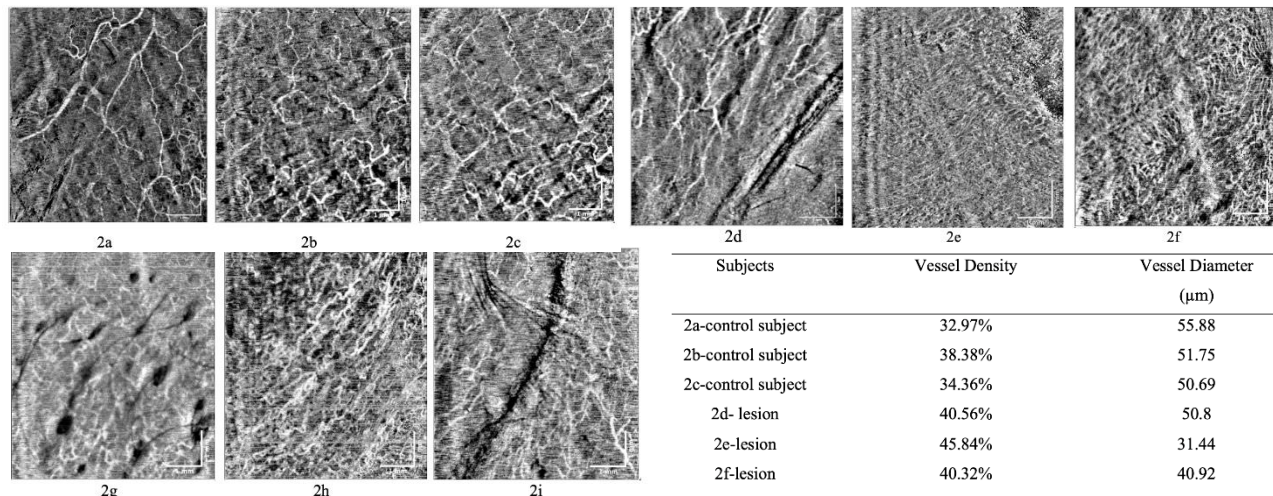 2a 2b 2c 2d 2e 2f
2g 2h 2i
Subjects Vessel Density Vessel Diameter
(µm)
2a-control subject 32.97% 55.88
2b-control subject 38.38% 51.75
2c-control subject 34.36% 50.69
2d- lesion 40.56% 50.8
2e-lesion 45.84% 31.44
2f-lesion 40.32% 40.92